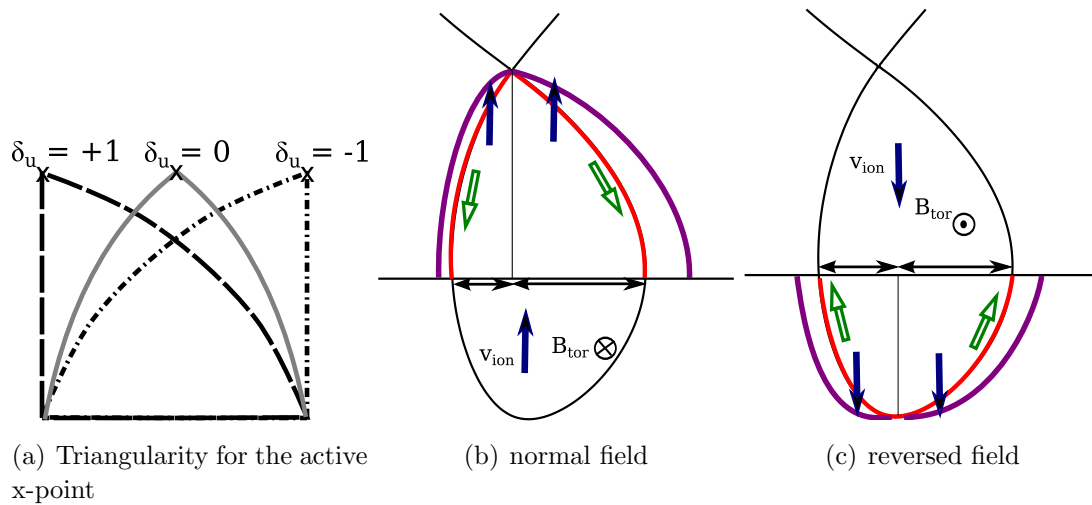 δu = +1 δu = 0 δu = -1
x x x
vion Btor
vion
Btor
(a) Triangularity for the active
x-point
(b) normal field
(c) reversed field